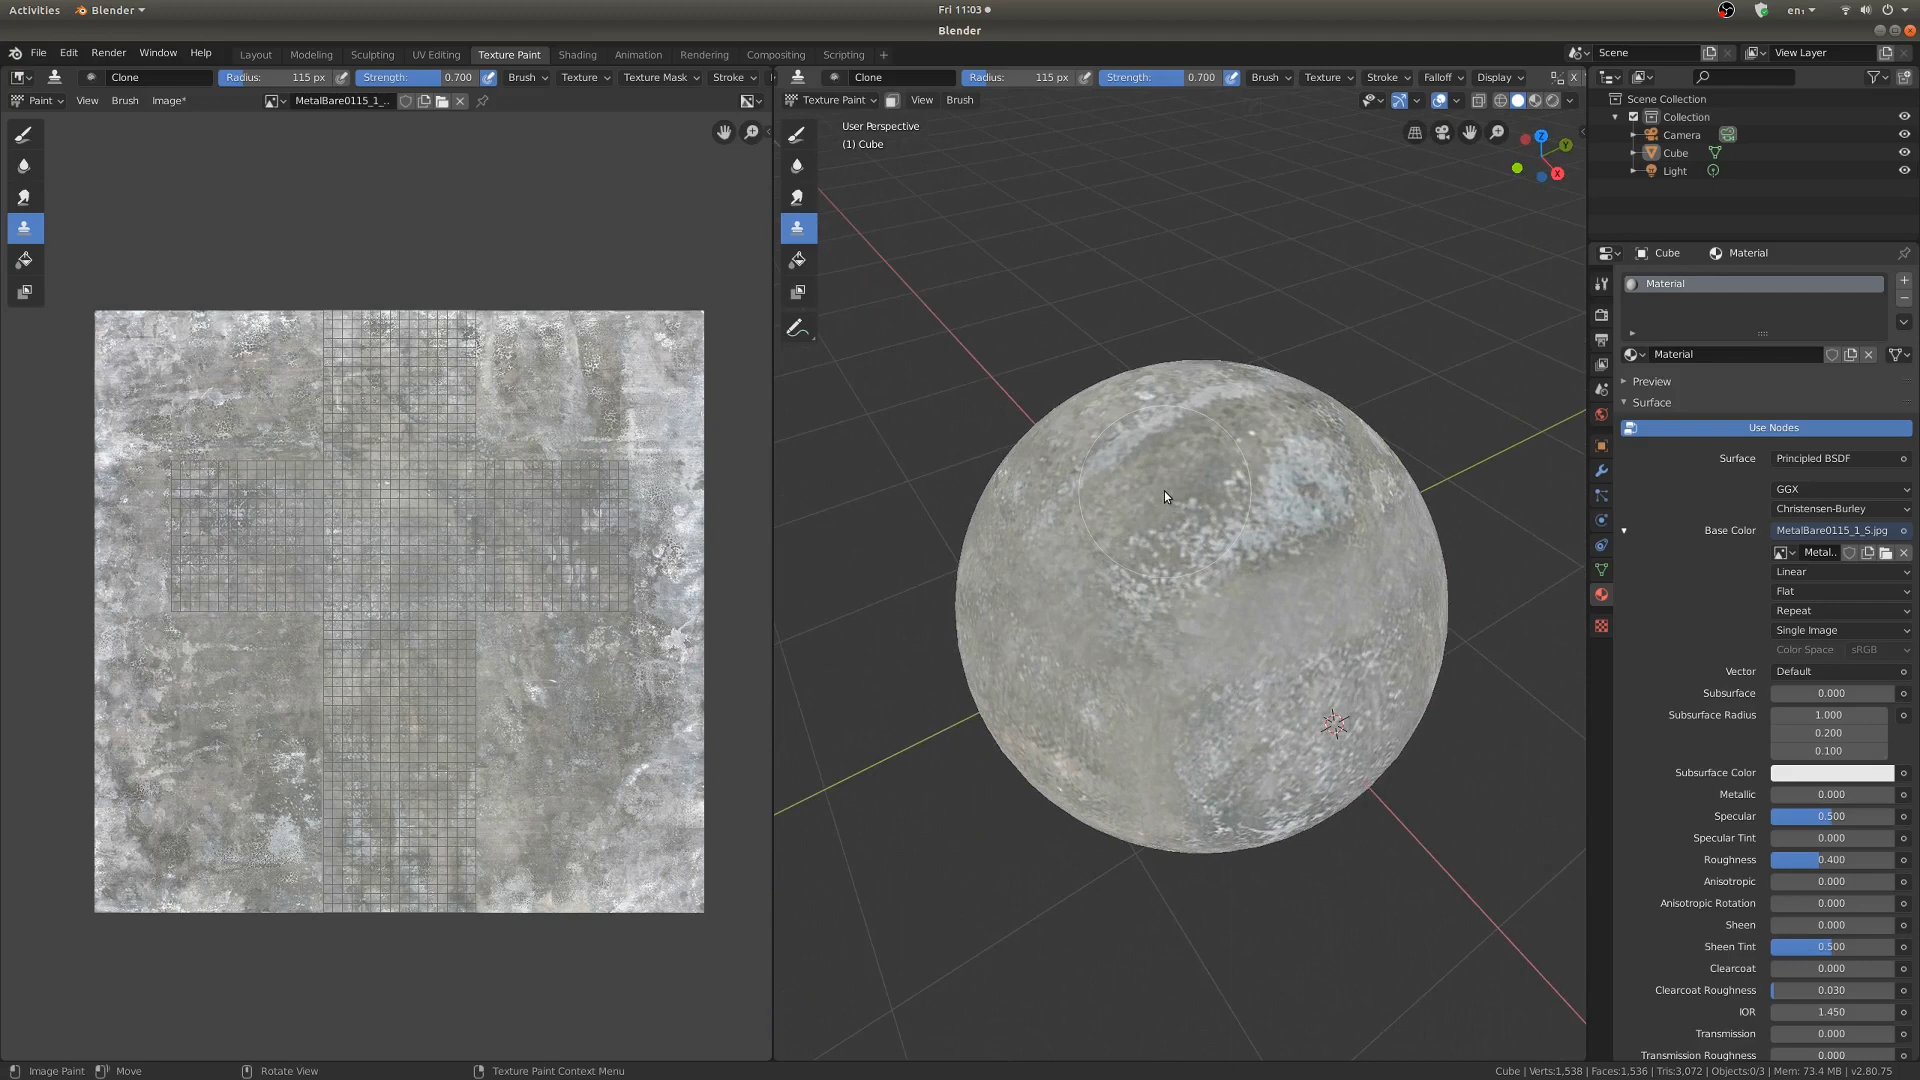 Activities Blender Fri 11:03 en₁
Blender
File Edit Render Window Help Layout Modeling Sculpting UV Editing Texture Paint Shading Animation Rendering Compositing Scripting + Scene View Layer
Clone Radius: 115 px Strength: 0.700 Brush Texture Texture Mask Stroke Clone Radius: 115 px Strength: 0.700 Brush Texture Stroke Falloff Display
Paint View Brush Image* MetalBare0115_1_.. Texture Paint View Brush
Scene Collection
Collection
Camera
Cube
Light
User Perspective
(1) Cube
Z
Y
X
Cube Material
Material
Material
Preview
Surface
Use Nodes
Surface Principled BSDF
GGX
Christensen-Burley
Base Color MetalBare0115_1_S.jpg
Metal..
Linear
Flat
Repeat
Single Image
Color Space sRGB
Vector Default
Subsurface 0.000
Subsurface Radius 1.000
0.200
0.100
Subsurface Color
Metallic 0.000
Specular 0.500
Specular Tint 0.000
Roughness 0.400
Anisotropic 0.000
Anisotropic Rotation 0.000
Sheen 0.000
Sheen Tint 0.500
Clearcoat 0.000
Clearcoat Roughness 0.030
IOR 1.450
Transmission 0.000
Transmission Roughness 0.000
Image Paint Move Rotate View Texture Paint Context Menu Cube | Verts:1,538 | Faces:1,536 | Tris:3,072 | Objects:0/3 | Mem: 73.4 MB | v2.80.75